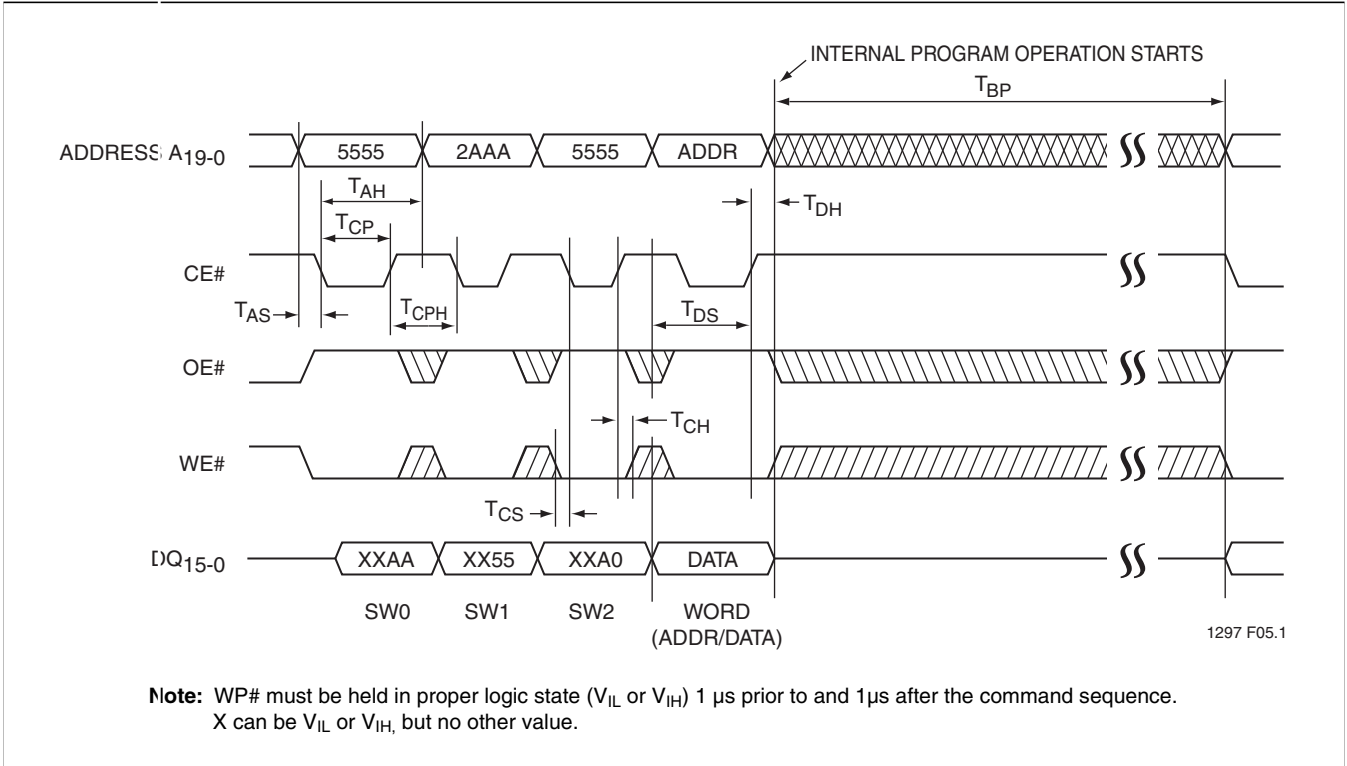 INTERNAL PROGRAM OPERATION STARTS
TBP
ADDRESS A19-0
5555
2AAA
5555
ADDR
TAH
TDH
TCP
CE#
TAS
TCPH
TDS
OE#
TCH
WE#
TCS
DQ15-0
XXAA
XX55
XXA0
DATA
SW0
SW1
SW2
WORD
(ADDR/DATA)
1297 F05.1
Note: WP# must be held in proper logic state (VIL or VIH) 1 µs prior to and 1µs after the command sequence.
X can be VIL or VIH, but no other value.